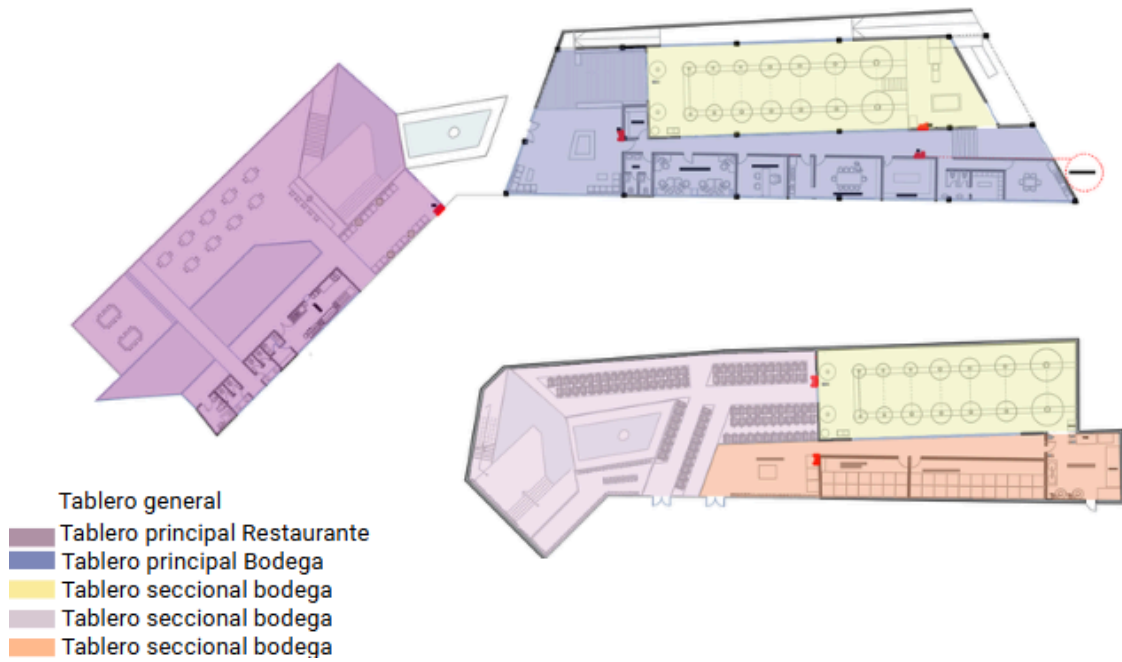 Tablero general
Tablero principal Restaurante
Tablero principal Bodega
Tablero seccional bodega
Tablero seccional bodega
Tablero seccional bodega